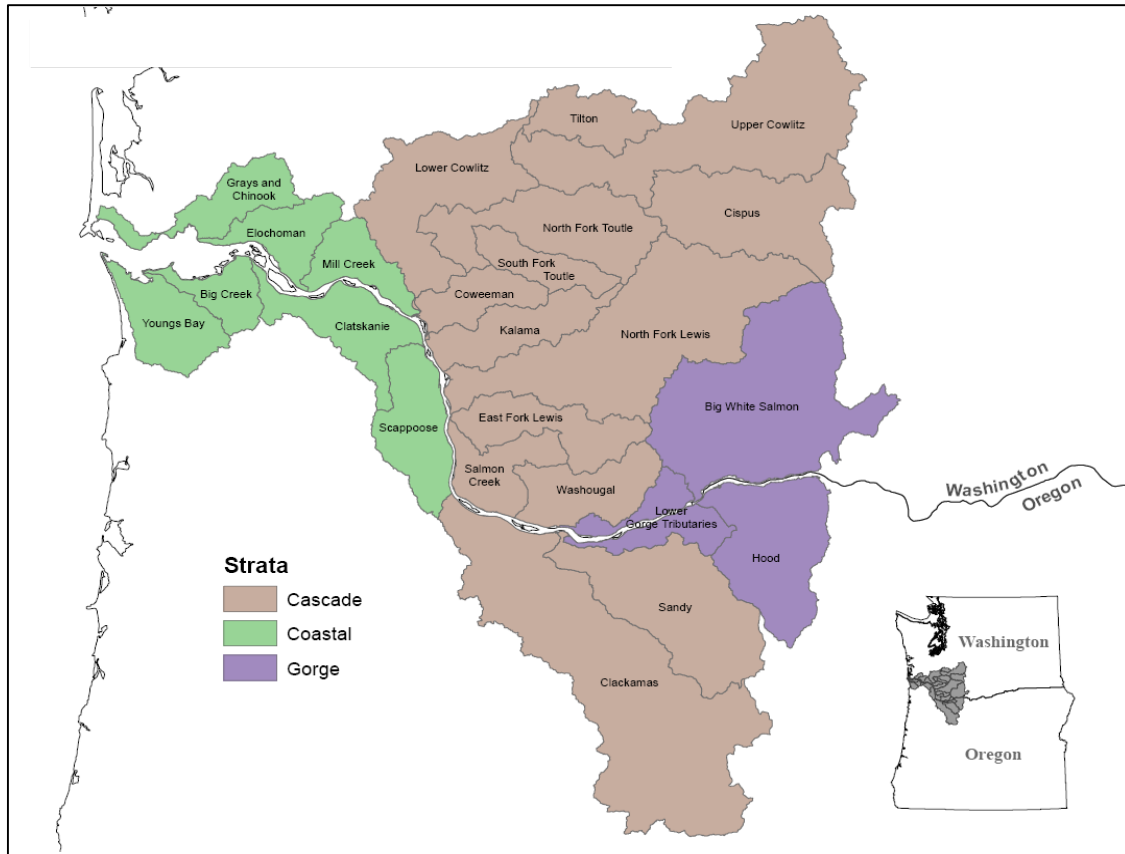 Tilton
Upper Cowlitz
Lower Cowlitz
Grays and
Chinook
Cispus
Elochoman
North Fork Toutle
Mill Creek
South Fork
Toutle
Big Creek
Coweeman
Youngs Bay
Clatskanie
Kalama
North Fork Lewis
Big White Salmon
East Fork Lewis
Scappoose
Salmon
Creek
Washougal
Washington
Oregon
Lower
Gorge Tributaries
Hood
Strata
Cascade
Coastal
Gorge
Sandy
Clackamas
Washington
Oregon